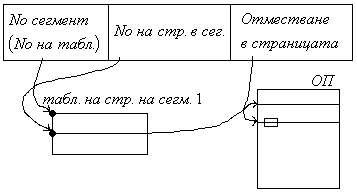 No сегмент
(No на табл.)
No на стр. в сег.
Отместване
в страницата
табл. на стр. на сегм. 1
ОП